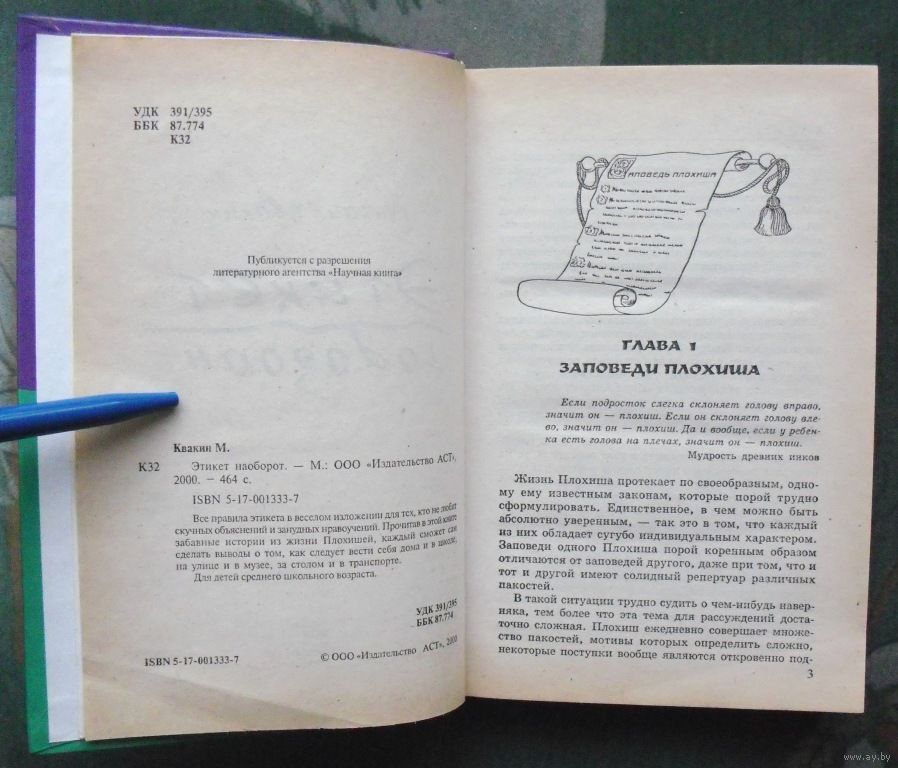 УДК 391/395
ББК 87.774
К32
Публикуется с разрешения
литературного агентства «Научная книга»
Квакин М.
К32 Этикет наоборот. — М.: ООО «Издательство АСТ»,
2000. — 464 с.
ISBN 5-17-001333-7
Все правила этикета в веселом изложении для тех, кто не любит
скучных объяснений и занудных нравоучений. Прочитав в этой книге
забавные истории из жизни Плохишей, каждый сможет сам
сделать выводы о том, как следует вести себя дома и в школе,
на улице и в музее, за столом и в транспорте.
Для детей среднего школьного возраста.
УДК 391/395
ББК 87.774
ISBN 5-17-001333-7
© ООО «Издательство АСТ», 2000
ЗАПОВЕДЬ ПЛОХИША
ГЛАВА 1
ЗАПОВЕДИ ПЛОХИША
Если подросток слегка склоняет голову вправо,
значит он — плохиш. Если он склоняет голову вле-
во, значит он — плохиш. Да и вообще, если у ребен-
ка есть голова на плечах, значит он — плохиш.
Мудрость древних инков
Жизнь Плохиша протекает по своеобразным, одно-
му ему известным законам, которые порой трудно
сформулировать. Единственное, в чем можно быть
абсолютно уверенным, — так это в том, что каждый
из них обладает сугубо индивидуальным характером.
Заповеди одного Плохиша порой коренным образом
отличаются от заповедей другого, даже при том, что и
тот и другой имеют солидный репертуар различных
пакостей.
В такой ситуации трудно судить о чем-нибудь навер-
няка, тем более что эта тема для рассуждений доста-
точно сложная. Плохиш ежедневно совершает множе-
ство пакостей, мотивы которых определить сложно,
некоторые поступки вообще являются откровенно под-
3
www.ay.by